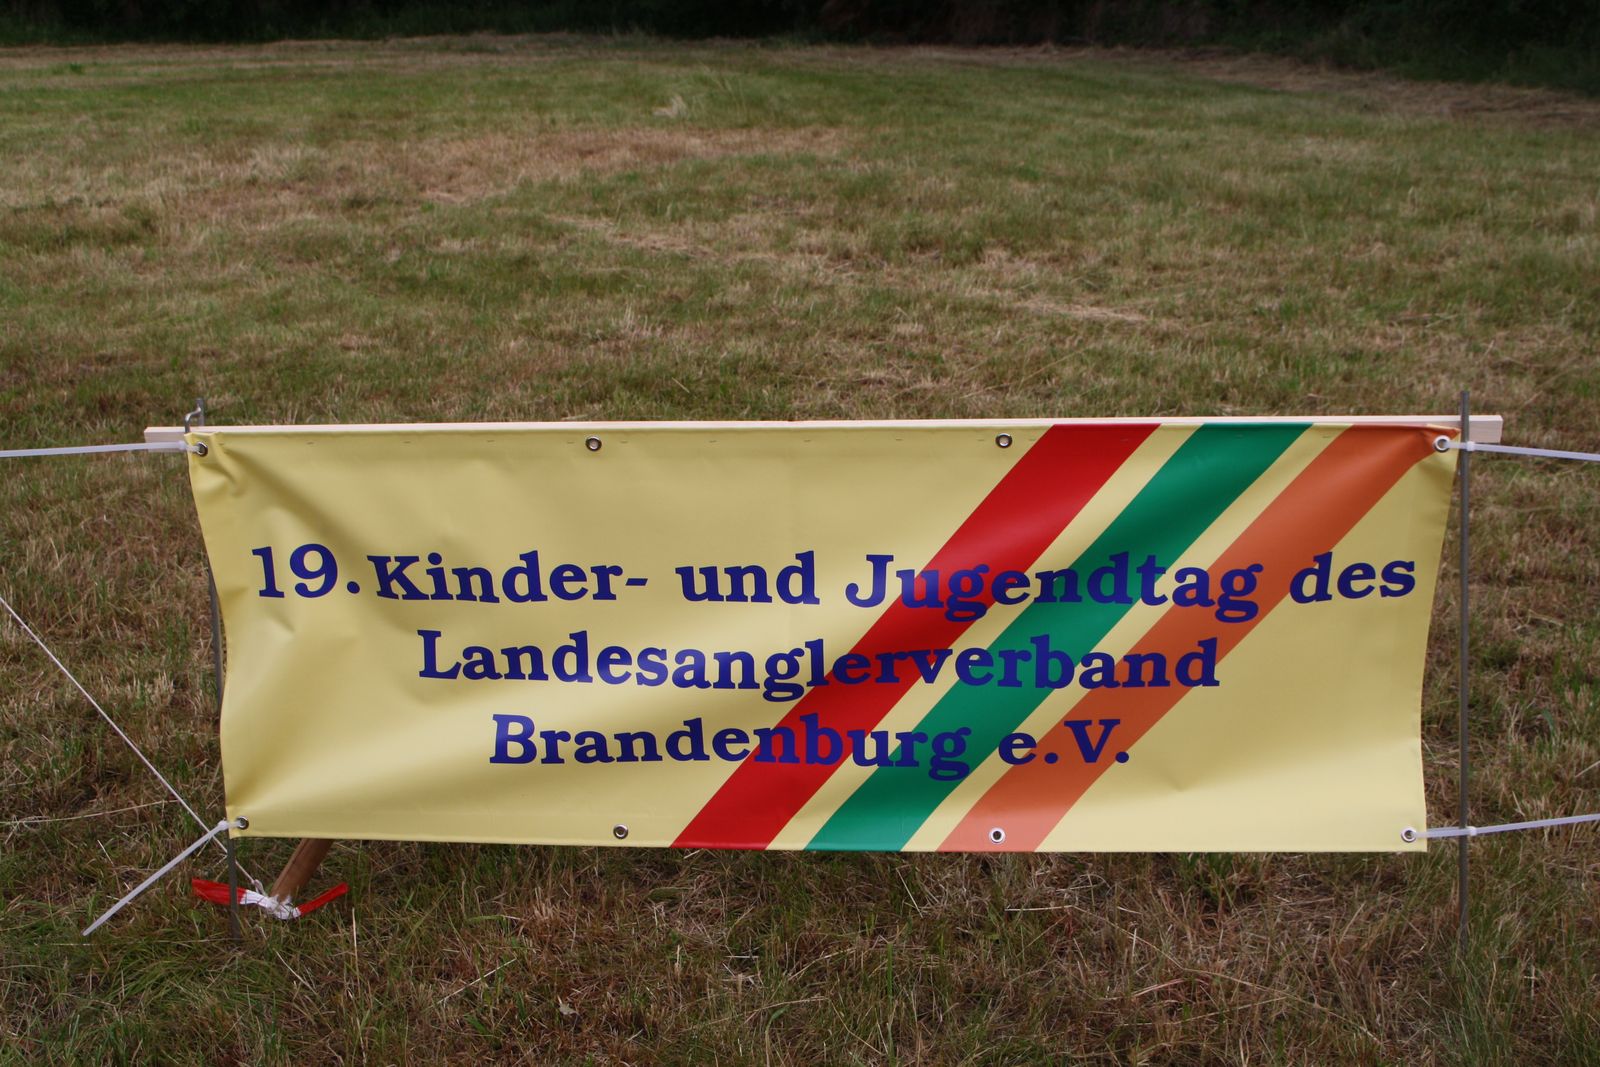 19. Kinder- und Jugendtag des
Landesanglerverband
Brandenburg e.V.